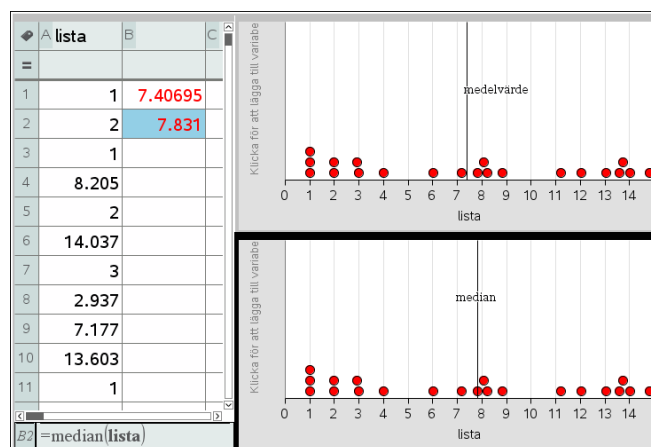 A lista B C
=
1 1 7.40695
2 2 7.831
3 1
4 8.205
5 2
6 14.037
7 3
8 2.937
9 7.177
10 13.603
11 1
B2 =median(lista)
Klicka för att lägga till variabe
medelvärde
0 1 2 3 4 5 6 7 8 9 10 11 12 13 14
lista
Klicka för att lägga till variabe
median
0 1 2 3 4 5 6 7 8 9 10 11 12 13 14
lista